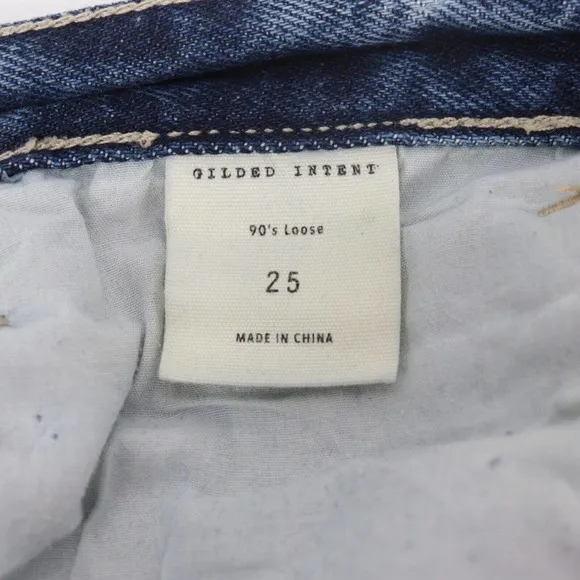 GILDED INTENT
90's Loose
25
MADE IN CHINA